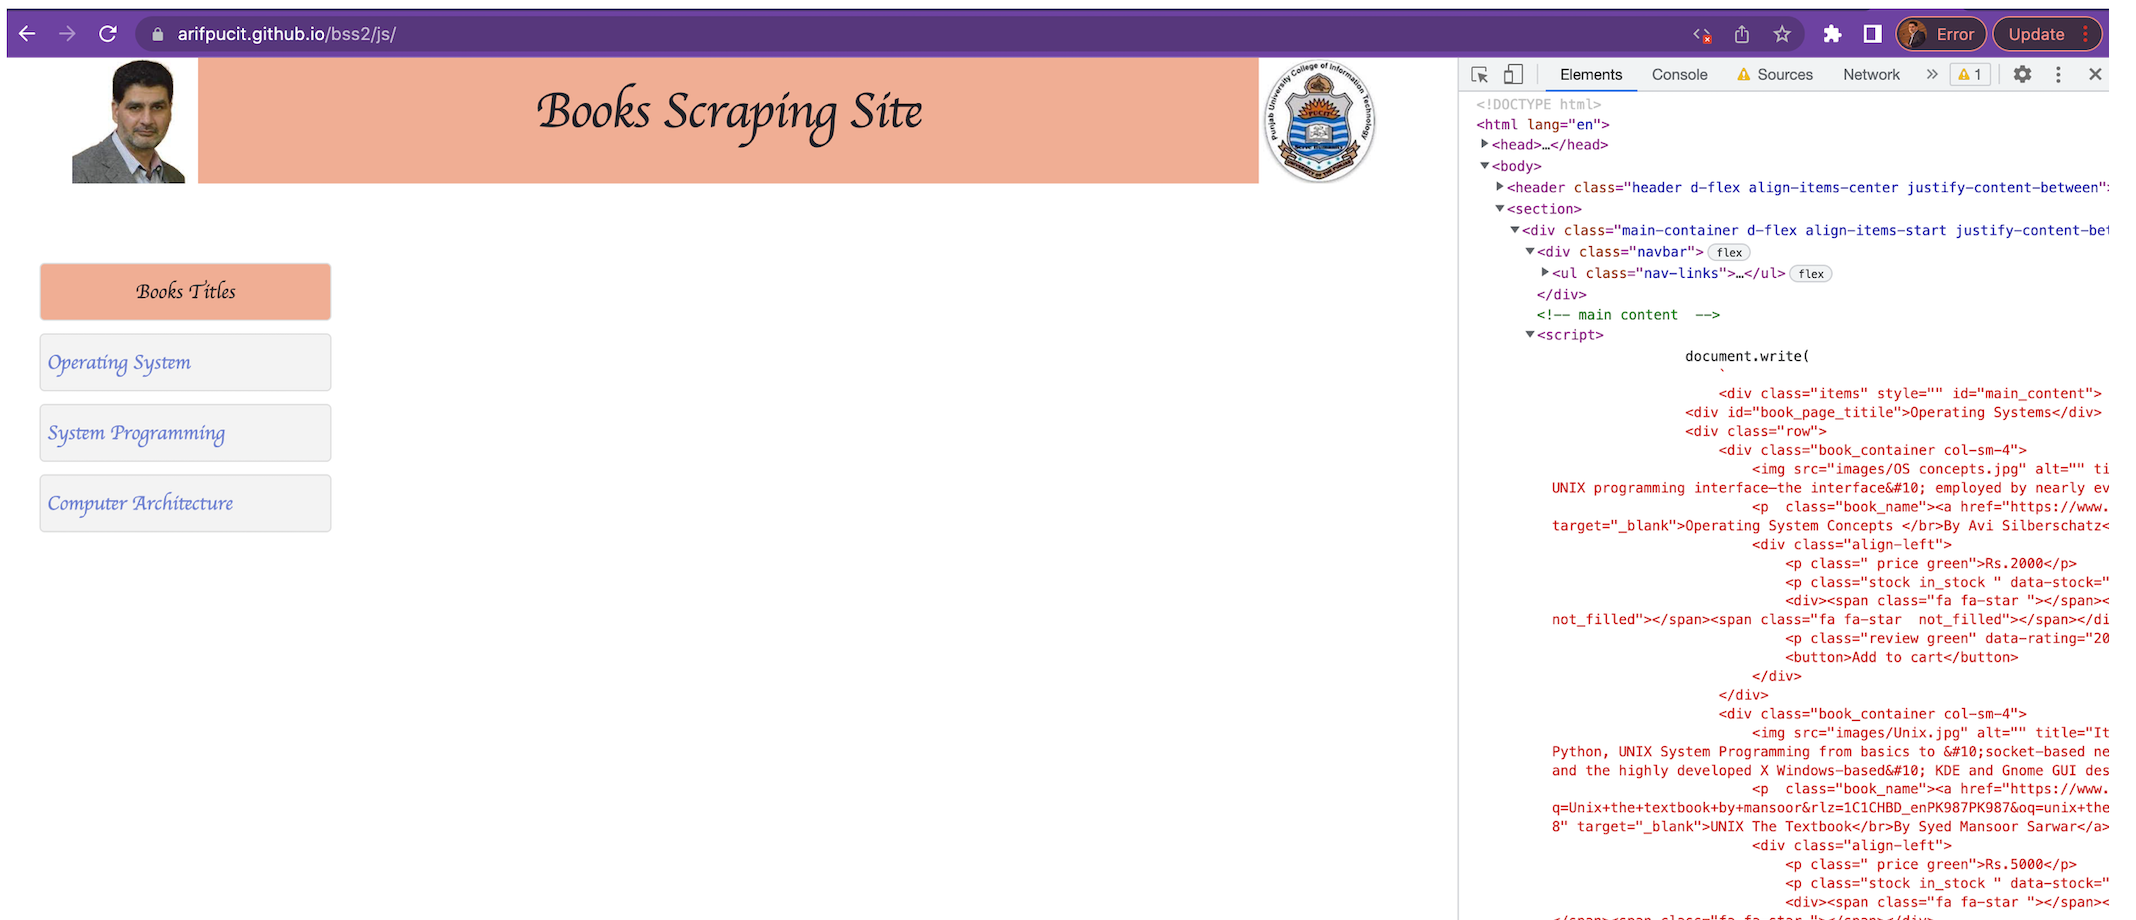 arifpucit.github.io/bss2/js/
Error
Update
Books Scraping Site
Punjab University College of Information Technology
PUCIT
Books Titles
Operating System
System Programming
Computer Architecture
Elements Console Sources Network » 1
<!DOCTYPE html>
<html lang="en">
<head>…</head>
<body>
<header class="header d-flex align-items-center justify-content-between"
<section>
<div class="main-container d-flex align-items-start justify-content-bet
<div class="navbar"> flex
<ul class="nav-links">…</ul> flex
</div>
<!-- main content  -->
<script>
document.write(
`
<div class="items" style="" id="main_content">
<div id="book_page_titile">Operating Systems</div>
<div class="row">
<div class="book_container col-sm-4">
<img src="images/OS concepts.jpg" alt="" ti
UNIX programming interface—the interface&#10; employed by nearly ev
<p  class="book_name"><a href="https://www.
target="_blank">Operating System Concepts </br>By Avi Silberschatz<
<div class="align-left">
<p class=" price green">Rs.2000</p>
<p class="stock in_stock " data-stock="
<div><span class="fa fa-star "></span><
not_filled"></span><span class="fa fa-star  not_filled"></span></di
<p class="review green" data-rating="20
<button>Add to cart</button>
</div>
</div>
<div class="book_container col-sm-4">
<img src="images/Unix.jpg" alt="" title="It
Python, UNIX System Programming from basics to &#10;socket-based ne
and the highly developed X Windows-based&#10; KDE and Gnome GUI des
<p  class="book_name"><a href="https://www.
q=Unix+the+textbook+by+mansoor&rlz=1C1CHBD_enPK987PK987&oq=unix+the
8" target="_blank">UNIX The Textbook</br>By Syed Mansoor Sarwar</a>
<div class="align-left">
<p class=" price green">Rs.5000</p>
<p class="stock in_stock " data-stock="
<div><span class="fa fa-star "></span><